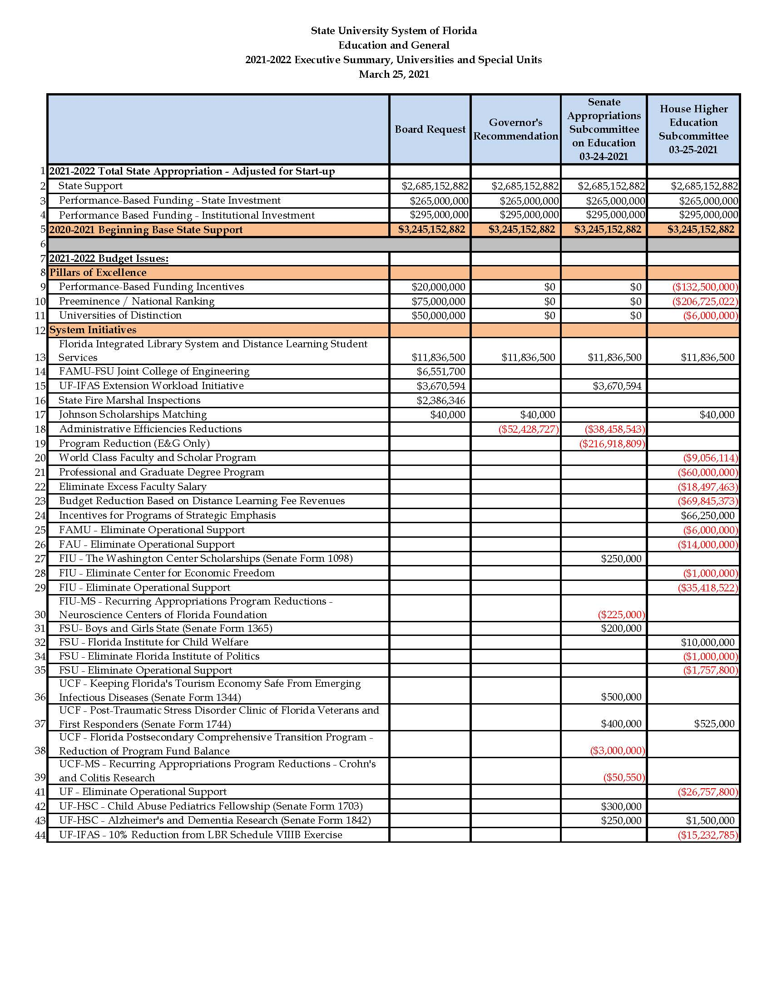 State University System of Florida
Education and General
2021-2022 Executive Summary, Universities and Special Units
March 25, 2021
Board Request
Governor's
Recommendation
Senate
Appropriations
Subcommittee
on Education
03-24-2021
House Higher
Education
Subcommittee
03-25-2021
1 2021-2022 Total State Appropriation - Adjusted for Start-up
2 State Support $2,685,152,882 $2,685,152,882 $2,685,152,882 $2,685,152,882
3 Performance-Based Funding - State Investment $265,000,000 $265,000,000 $265,000,000 $265,000,000
4 Performance Based Funding - Institutional Investment $295,000,000 $295,000,000 $295,000,000 $295,000,000
5 2020-2021 Beginning Base State Support $3,245,152,882 $3,245,152,882 $3,245,152,882 $3,245,152,882
6
7 2021-2022 Budget Issues:
8 Pillars of Excellence
9 Performance-Based Funding Incentives $20,000,000 $0 $0 ($132,500,000)
10 Preeminence / National Ranking $75,000,000 $0 $0 ($206,725,022)
11 Universities of Distinction $50,000,000 $0 $0 ($6,000,000)
12 System Initiatives
Florida Integrated Library System and Distance Learning Student
13 Services $11,836,500 $11,836,500 $11,836,500 $11,836,500
14 FAMU-FSU Joint College of Engineering $6,551,700
15 UF-IFAS Extension Workload Initiative $3,670,594 $3,670,594
16 State Fire Marshal Inspections $2,386,346
17 Johnson Scholarships Matching $40,000 $40,000 $40,000
18 Administrative Efficiencies Reductions ($52,428,727) ($38,458,543)
19 Program Reduction (E&G Only) ($216,918,809)
20 World Class Faculty and Scholar Program ($9,056,114)
21 Professional and Graduate Degree Program ($60,000,000)
22 Eliminate Excess Faculty Salary ($18,497,463)
23 Budget Reduction Based on Distance Learning Fee Revenues ($69,845,373)
24 Incentives for Programs of Strategic Emphasis $66,250,000
25 FAMU - Eliminate Operational Support ($6,000,000)
26 FAU - Eliminate Operational Support ($14,000,000)
27 FIU - The Washington Center Scholarships (Senate Form 1098) $250,000
28 FIU - Eliminate Center for Economic Freedom ($1,000,000)
29 FIU - Eliminate Operational Support ($35,418,522)
FIU-MS - Recurring Appropriations Program Reductions -
30 Neuroscience Centers of Florida Foundation ($225,000)
31 FSU- Boys and Girls State (Senate Form 1365) $200,000
32 FSU - Florida Institute for Child Welfare $10,000,000
34 FSU - Eliminate Florida Institute of Politics ($1,000,000)
35 FSU - Eliminate Operational Support ($1,757,800)
UCF - Keeping Florida's Tourism Economy Safe From Emerging
36 Infectious Diseases (Senate Form 1344) $500,000
UCF - Post-Traumatic Stress Disorder Clinic of Florida Veterans and
37 First Responders (Senate Form 1744) $400,000 $525,000
UCF - Florida Postsecondary Comprehensive Transition Program -
38 Reduction of Program Fund Balance ($3,000,000)
UCF-MS - Recurring Appropriations Program Reductions - Crohn's
39 and Colitis Research ($50,550)
41 UF - Eliminate Operational Support ($26,757,800)
42 UF-HSC - Child Abuse Pediatrics Fellowship (Senate Form 1703) $300,000
43 UF-HSC - Alzheimer's and Dementia Research (Senate Form 1842) $250,000 $1,500,000
44 UF-IFAS - 10% Reduction from LBR Schedule VIIIB Exercise ($15,232,785)